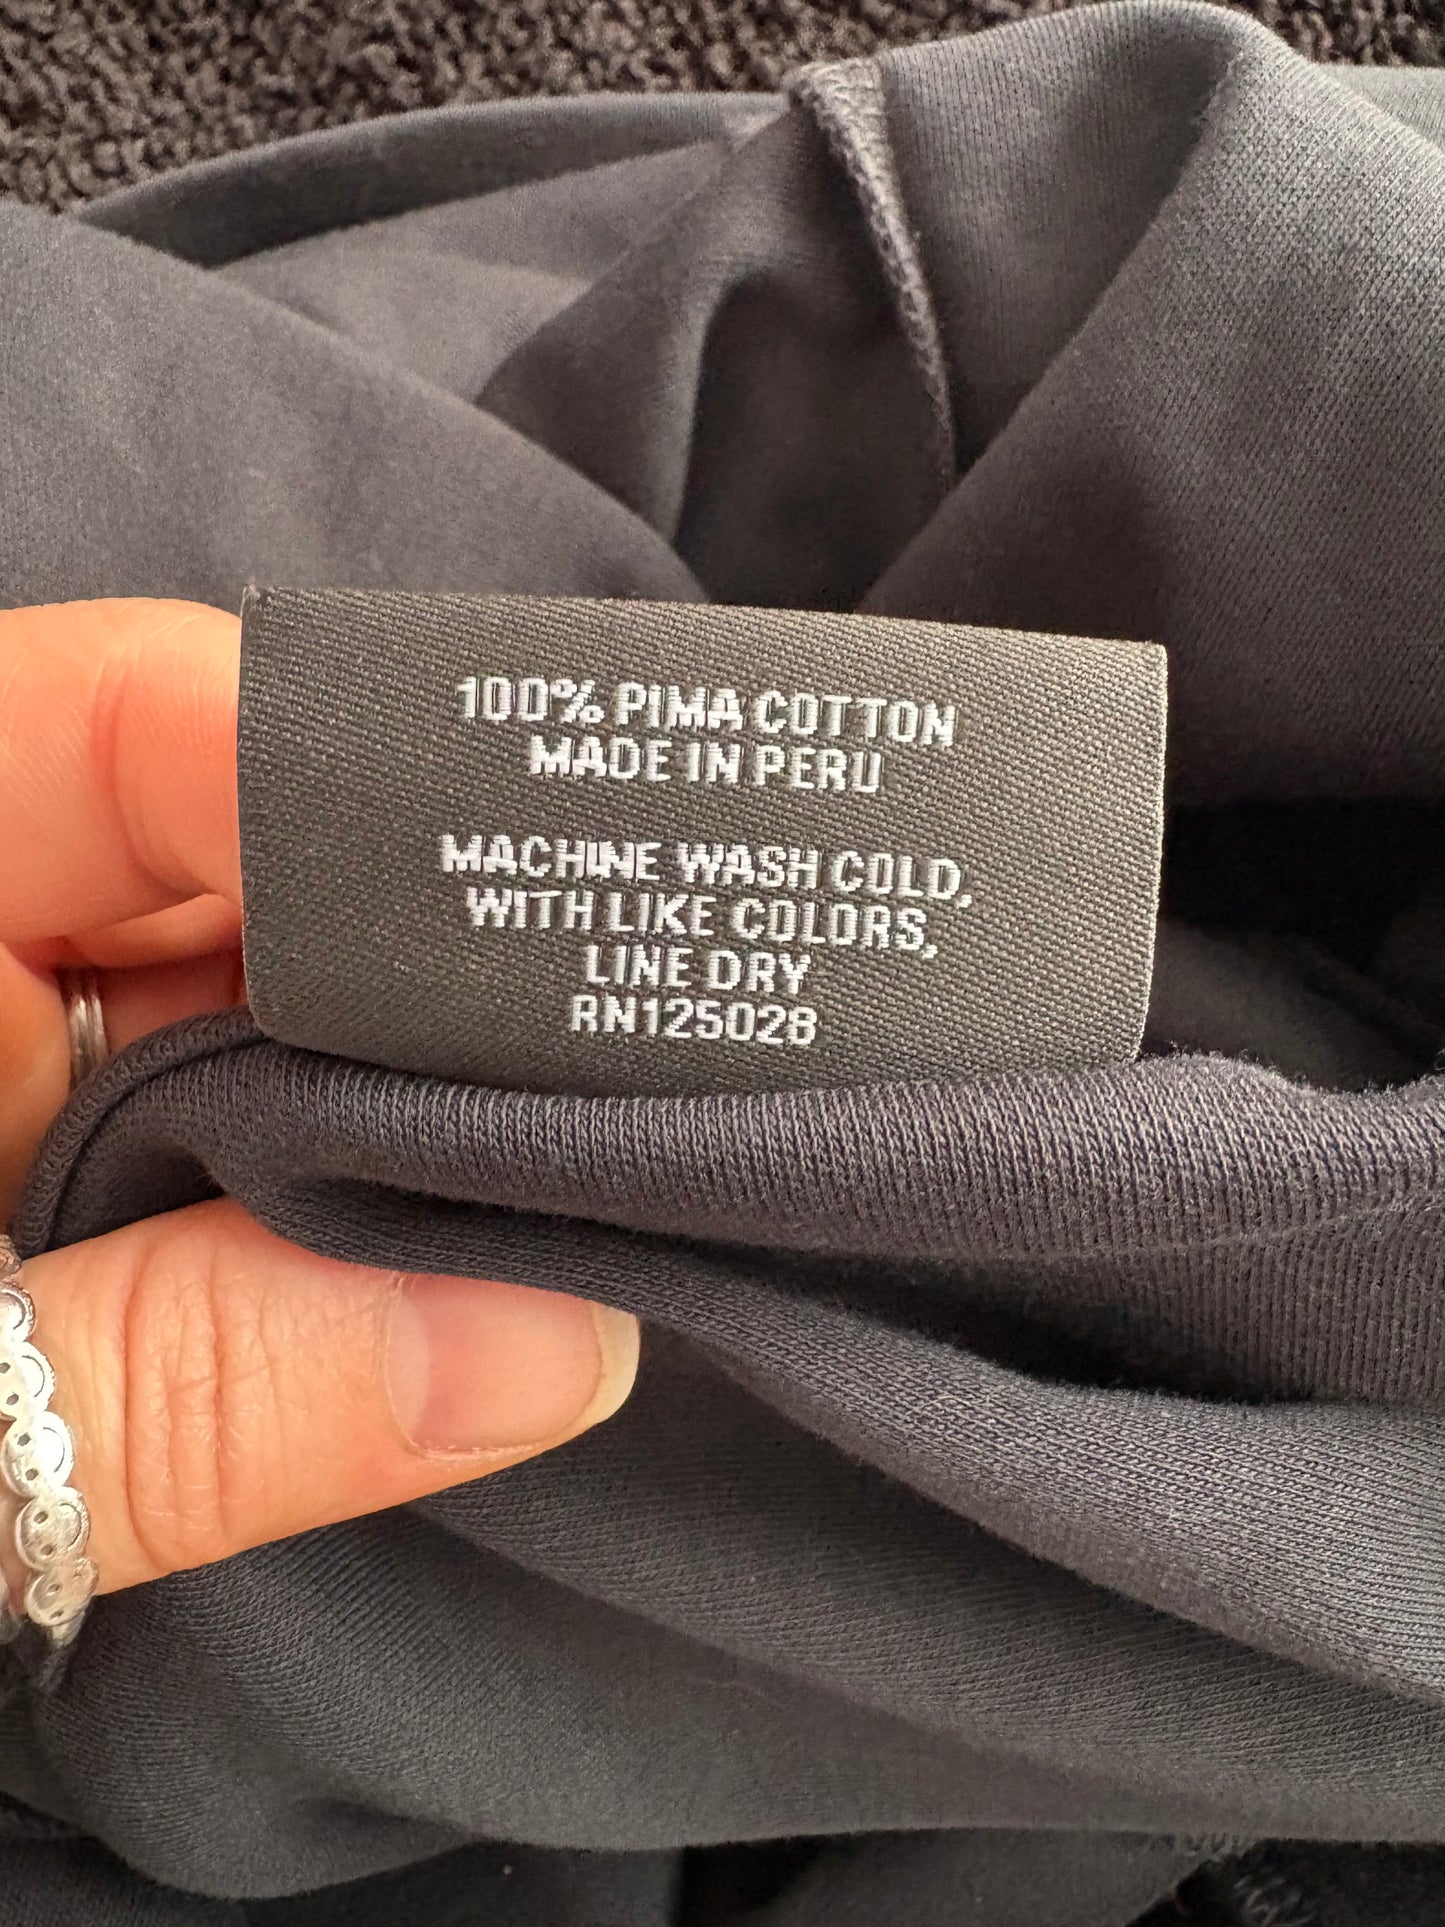 100% PIMA COTTON
MADE IN PERU
MACHINE WASH COLD,
WITH LIKE COLORS,
LINE DRY
RN125028